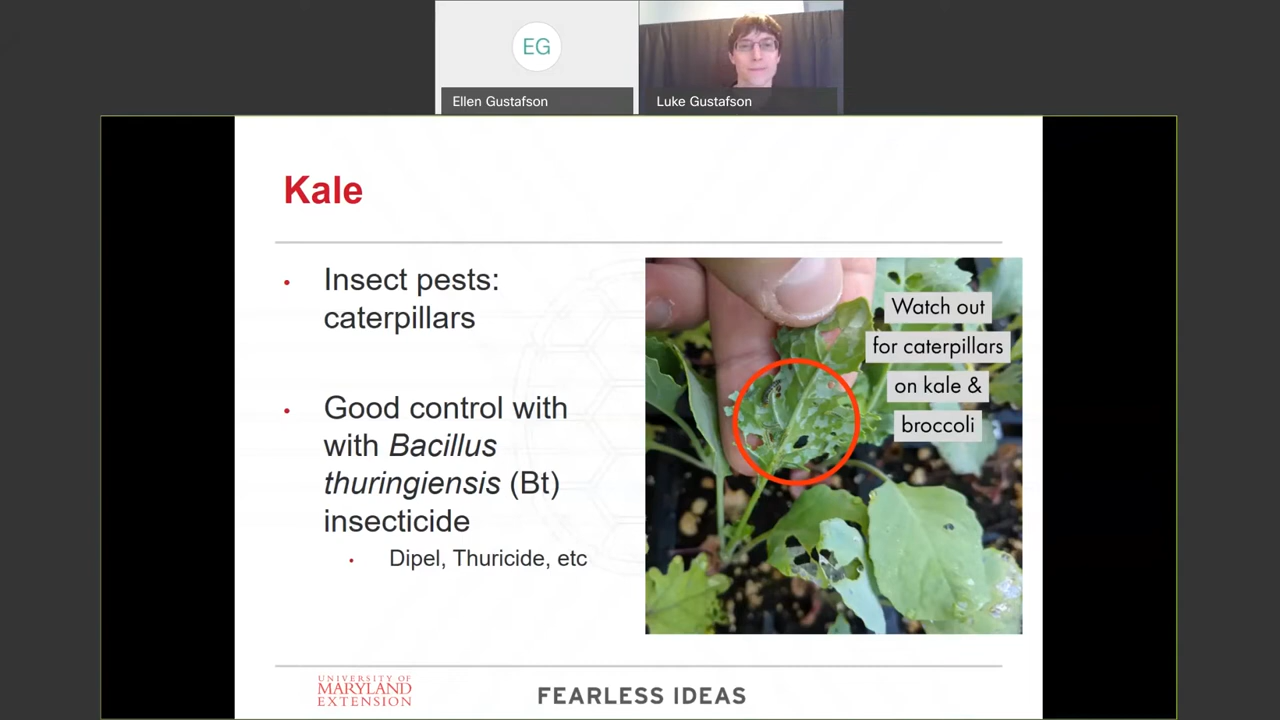 EG
Ellen Gustafson
Luke Gustafson
Kale
• Insect pests:
caterpillars
• Good control with
with Bacillus
thuringiensis (Bt)
insecticide
• Dipel, Thuricide, etc
Watch out
for caterpillars
on kale &
broccoli
UNIVERSITY OF
MARYLAND
EXTENSION
FEARLESS IDEAS